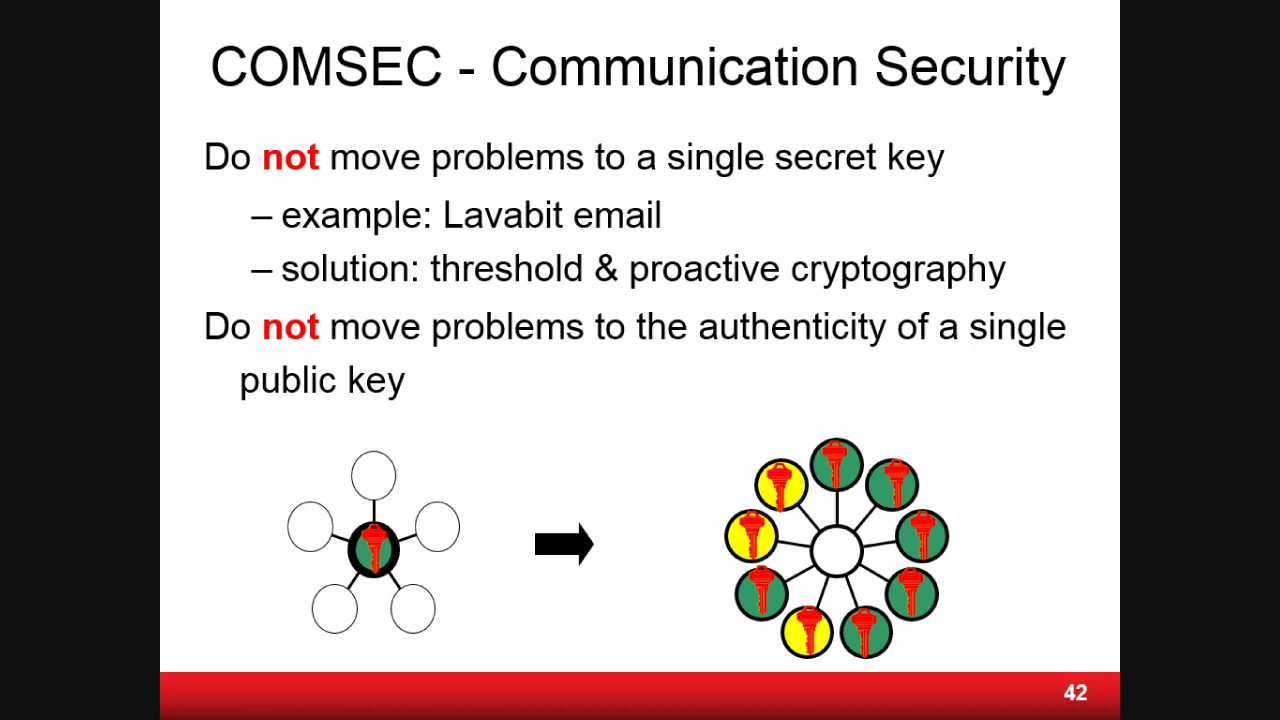 COMSEC - Communication Security
Do not move problems to a single secret key
– example: Lavabit email
– solution: threshold & proactive cryptography
Do not move problems to the authenticity of a single
public key
42